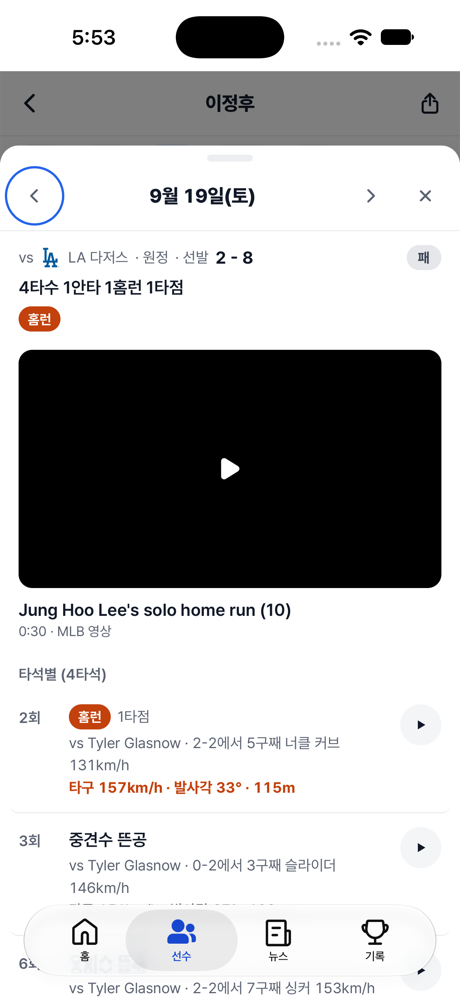 5:53
이정후
9월 19일(토)
vs LA LA 다저스 · 원정 · 선발 2 - 8 패
4타수 1안타 1홈런 1타점
홈런
Jung Hoo Lee's solo home run (10)
0:30 · MLB 영상
타석별 (4타석)
2회 홈런 1타점
vs Tyler Glasnow · 2-2에서 5구째 너클 커브
131km/h
타구 157km/h · 발사각 33° · 115m
3회 중견수 뜬공
vs Tyler Glasnow · 0-2에서 3구째 슬라이더
146km/h
홈 선수 뉴스 기록
vs Tyler Glasnow · 2-2에서 7구째 싱커 153km/h